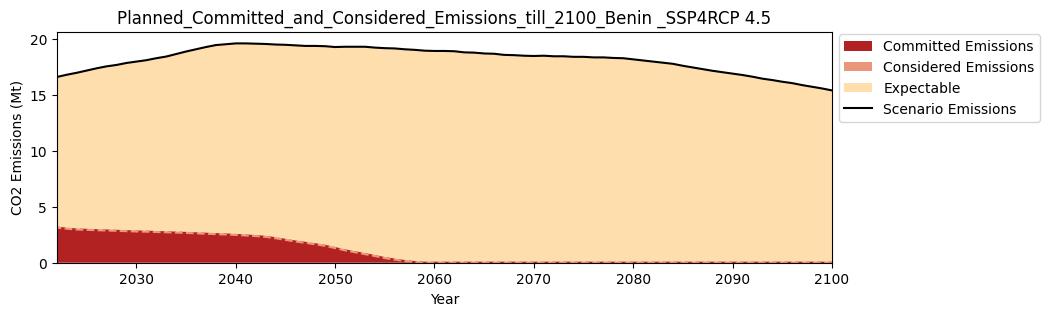 Planned_Committed_and_Considered_Emissions_till_2100_Benin _SSP4RCP 4.5
Committed Emissions
Considered Emissions
Expectable
Scenario Emissions
CO2 Emissions (Mt)
20
15
10
5
0
2030 2040 2050 2060 2070 2080 2090 2100
Year